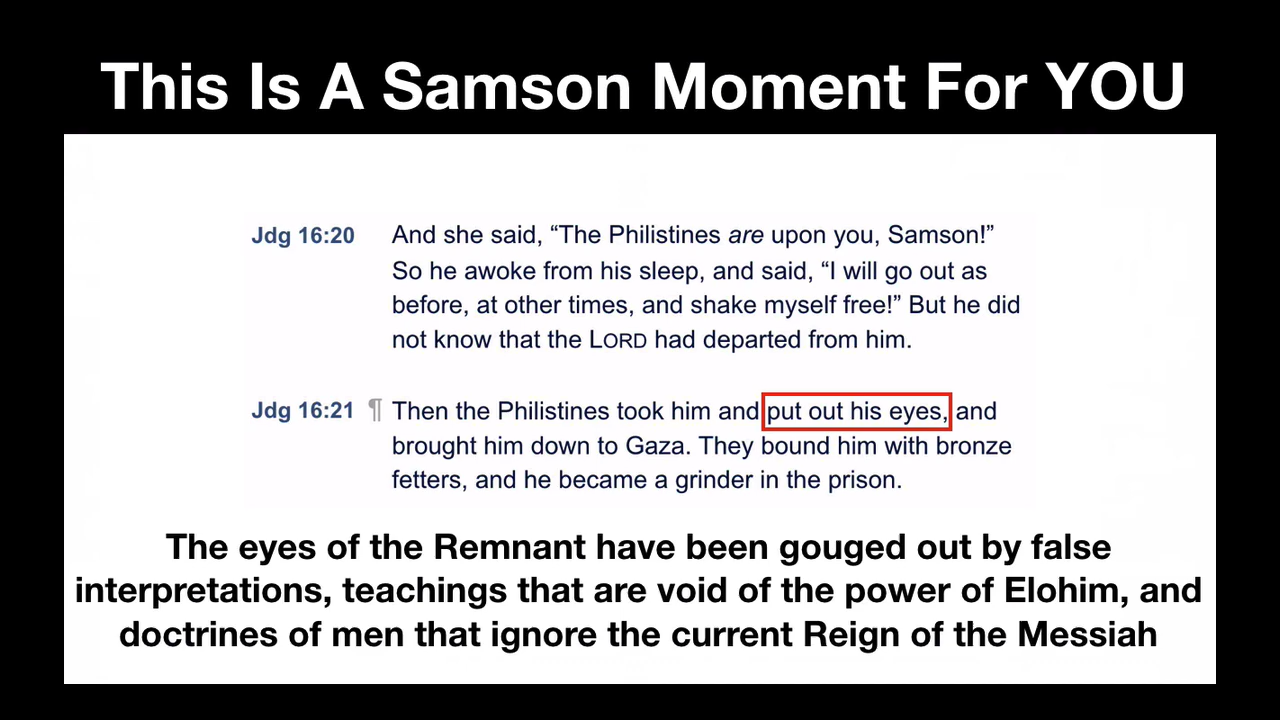 This Is A Samson Moment For YOU
Jdg 16:20 And she said, “The Philistines are upon you, Samson!”
So he awoke from his sleep, and said, “I will go out as
before, at other times, and shake myself free!” But he did
not know that the LORD had departed from him.
Jdg 16:21 ¶ Then the Philistines took him and put out his eyes, and
brought him down to Gaza. They bound him with bronze
fetters, and he became a grinder in the prison.
The eyes of the Remnant have been gouged out by false
interpretations, teachings that are void of the power of Elohim, and
doctrines of men that ignore the current Reign of the Messiah